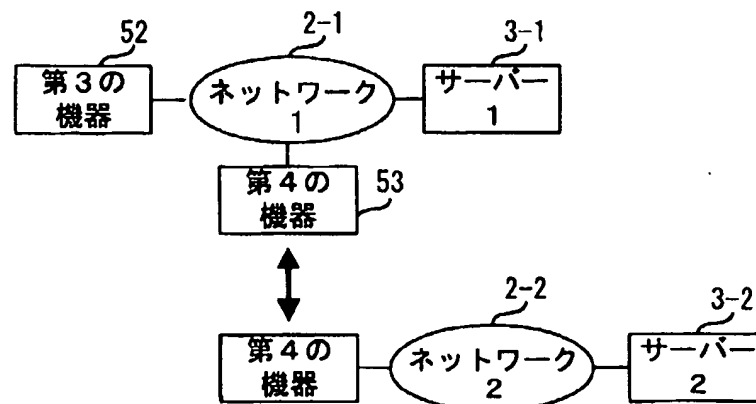 52
2-1
3-1
第3の
機器
ネットワーク
1
サーバー
1
第4の
機器
53
2-2
3-2
第4の
機器
ネットワーク
2
サーバー
2